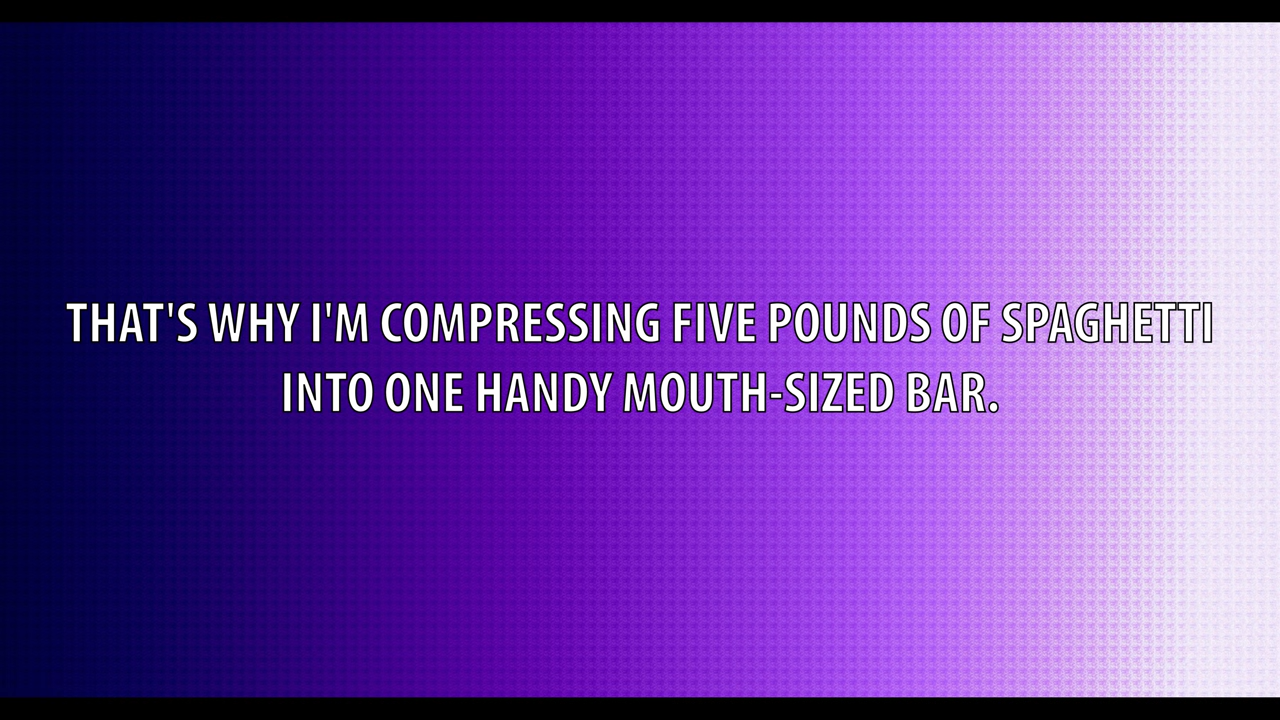 THAT'S WHY I'M COMPRESSING FIVE POUNDS OF SPAGHETTI
INTO ONE HANDY MOUTH-SIZED BAR.